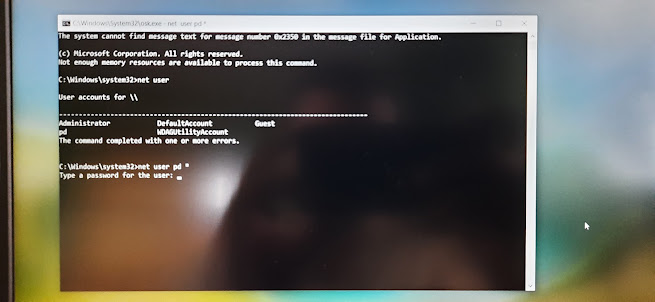 C:\Windows\System32\osk.exe - net user pd *
The system cannot find message text for message number 0x2350 in the message file for Application.
(c) Microsoft Corporation. All rights reserved.
Not enough memory resources are available to process this command.
C:\Windows\system32>net user
User accounts for \\
-------------------------------------------------------------------------------
Administrator DefaultAccount Guest
pd WDAGUtilityAccount
The command completed with one or more errors.
C:\Windows\system32>net user pd *
Type a password for the user: